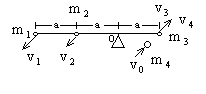 m₂ v₃
a a a v₄
m₁ 0 m₃
v₁ v₂ v₀ m₄